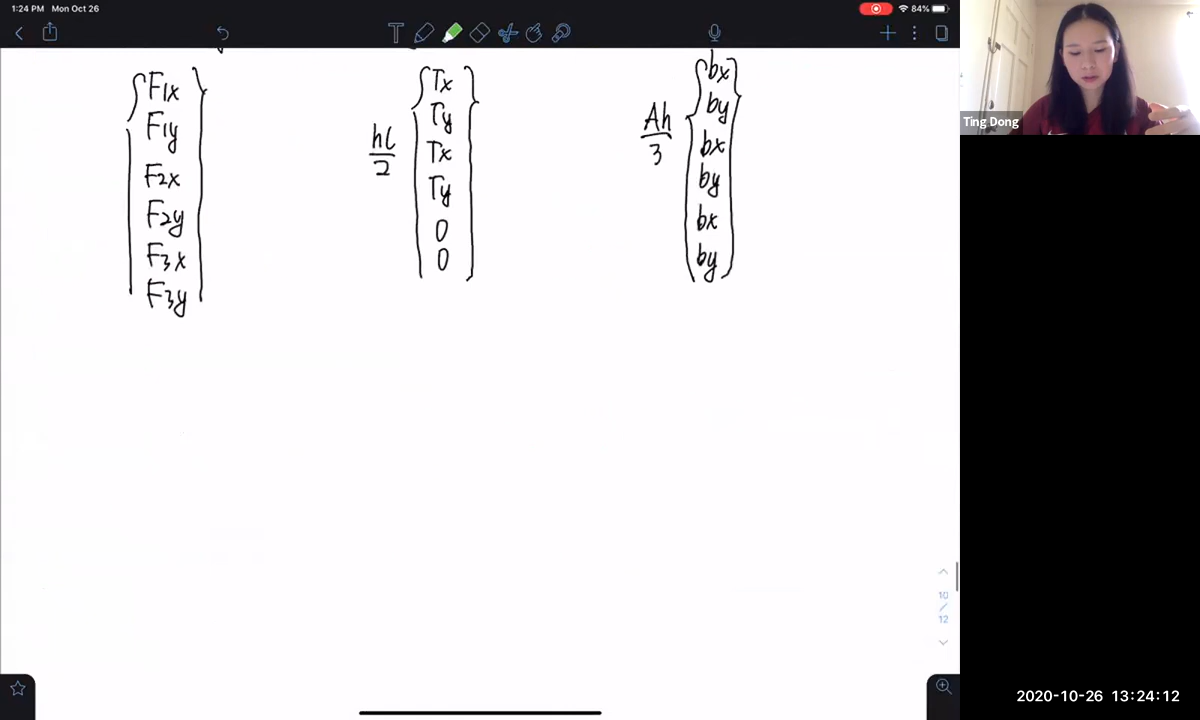 1:24 PM Mon Oct 26
84%
F1x
F1y
F2x
F2y
F3x
F3y
hl
2
Tx
Ty
Tx
Ty
0
0
Ah
3
bx
by
bx
by
bx
by
Ting Dong
10
/
12
2020-10-26 13:24:12